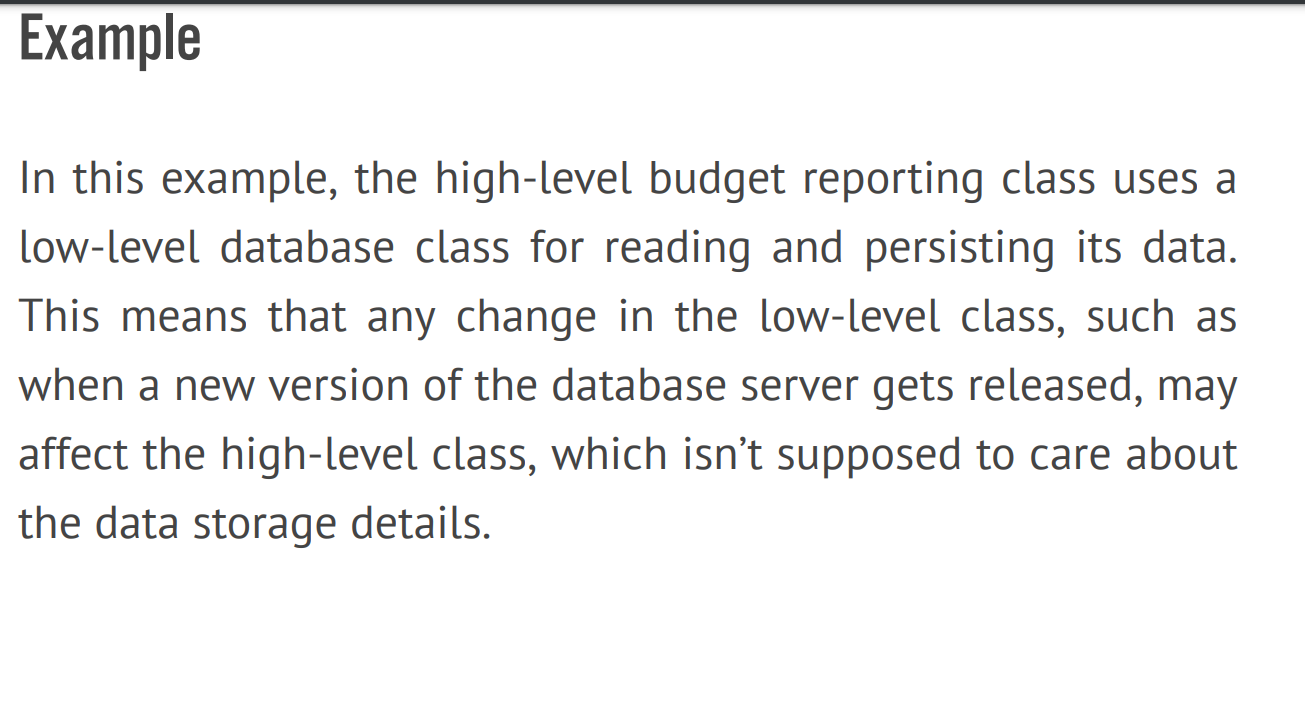 Example
In this example, the high-level budget reporting class uses a
low-level database class for reading and persisting its data.
This means that any change in the low-level class, such as
when a new version of the database server gets released, may
affect the high-level class, which isn’t supposed to care about
the data storage details.